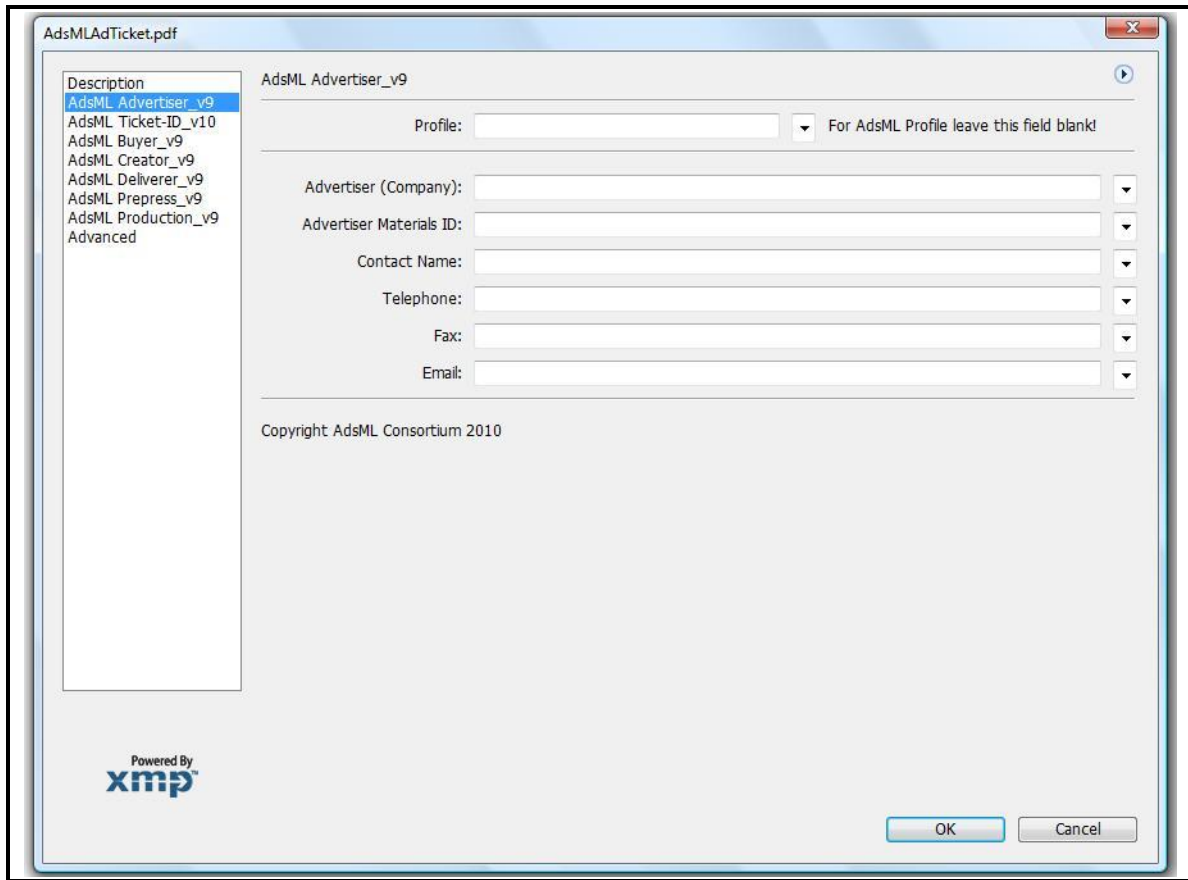 AdsMLAdTicket.pdf
Description
AdsML Advertiser_v9
AdsML Ticket-ID_v10
AdsML Buyer_v9
AdsML Creator_v9
AdsML Deliverer_v9
AdsML Prepress_v9
AdsML Production_v9
Advanced
AdsML Advertiser_v9
Profile: For AdsML Profile leave this field blank!
Advertiser (Company):
Advertiser Materials ID:
Contact Name:
Telephone:
Fax:
Email:
Copyright AdsML Consortium 2010
Powered By
xmp™
OK Cancel